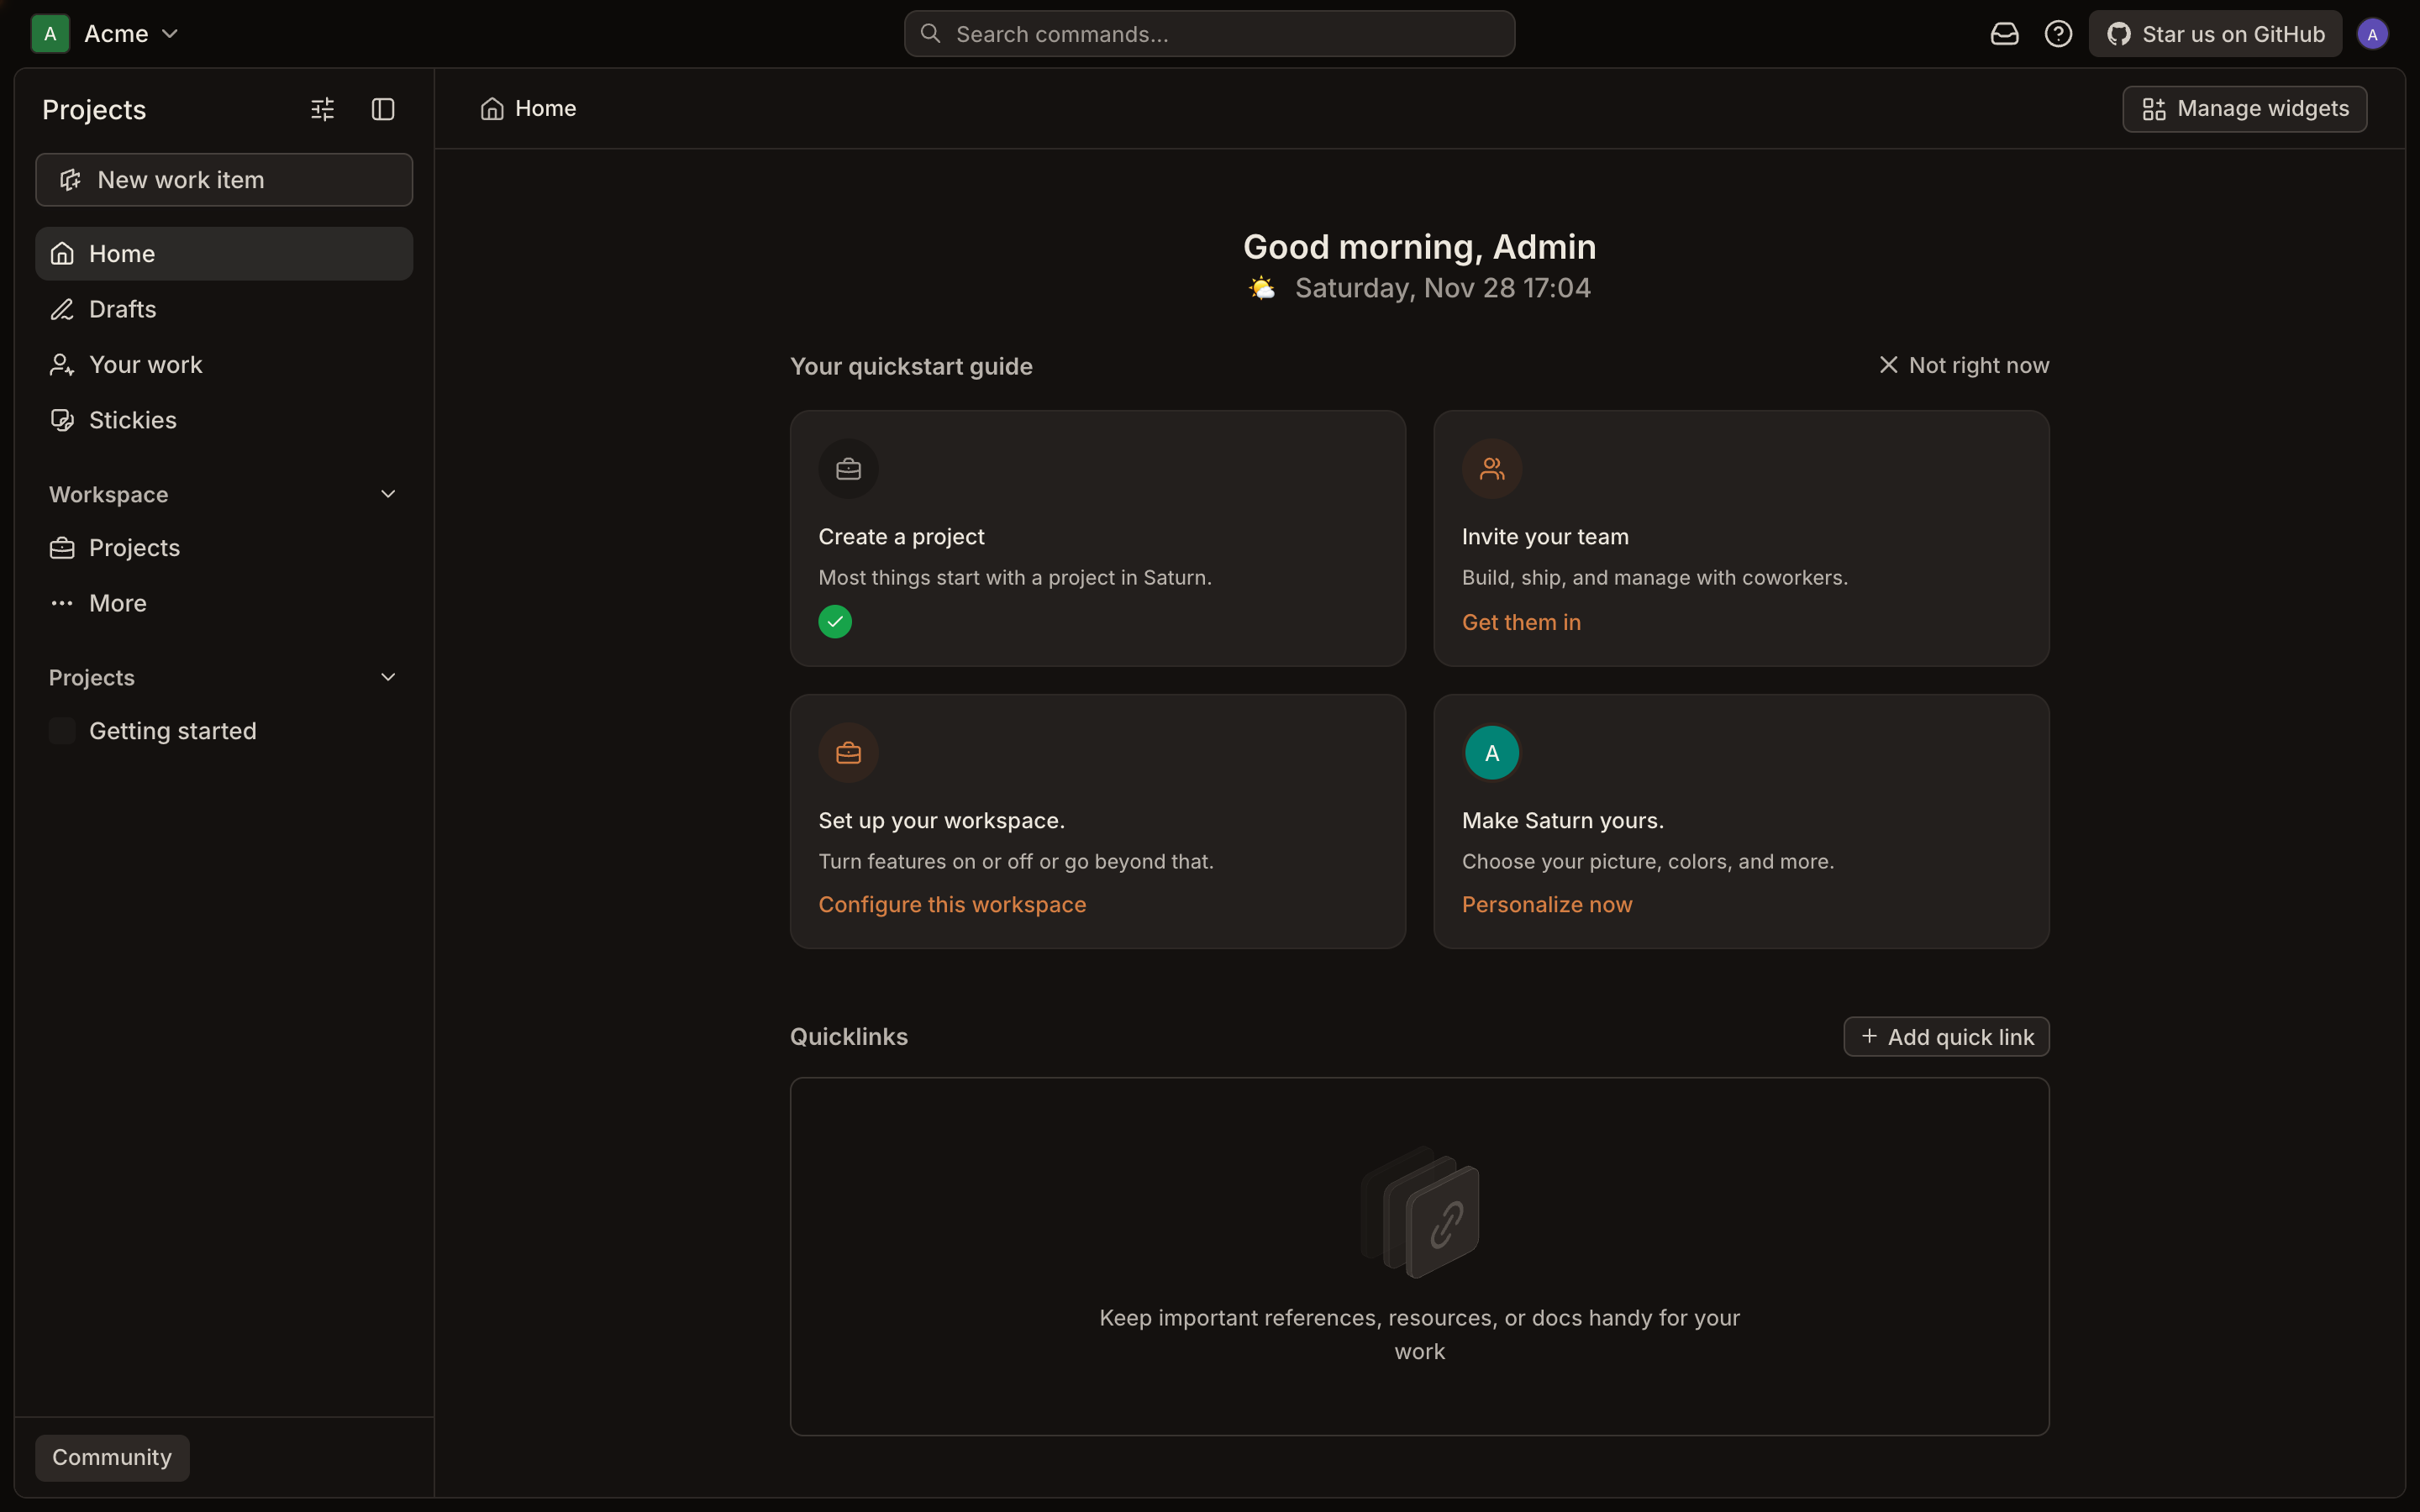 A Acme
Search commands...
Star us on GitHub
A
Projects
New work item
Home
Drafts
Your work
Stickies
Workspace
Projects
More
Projects
Getting started
Community
Home
Manage widgets
Good morning, Admin
Saturday, Nov 28 17:04
Your quickstart guide
Not right now
Create a project
Most things start with a project in Saturn.
Invite your team
Build, ship, and manage with coworkers.
Get them in
Set up your workspace.
Turn features on or off or go beyond that.
Configure this workspace
A
Make Saturn yours.
Choose your picture, colors, and more.
Personalize now
Quicklinks
Add quick link
Keep important references, resources, or docs handy for your
work